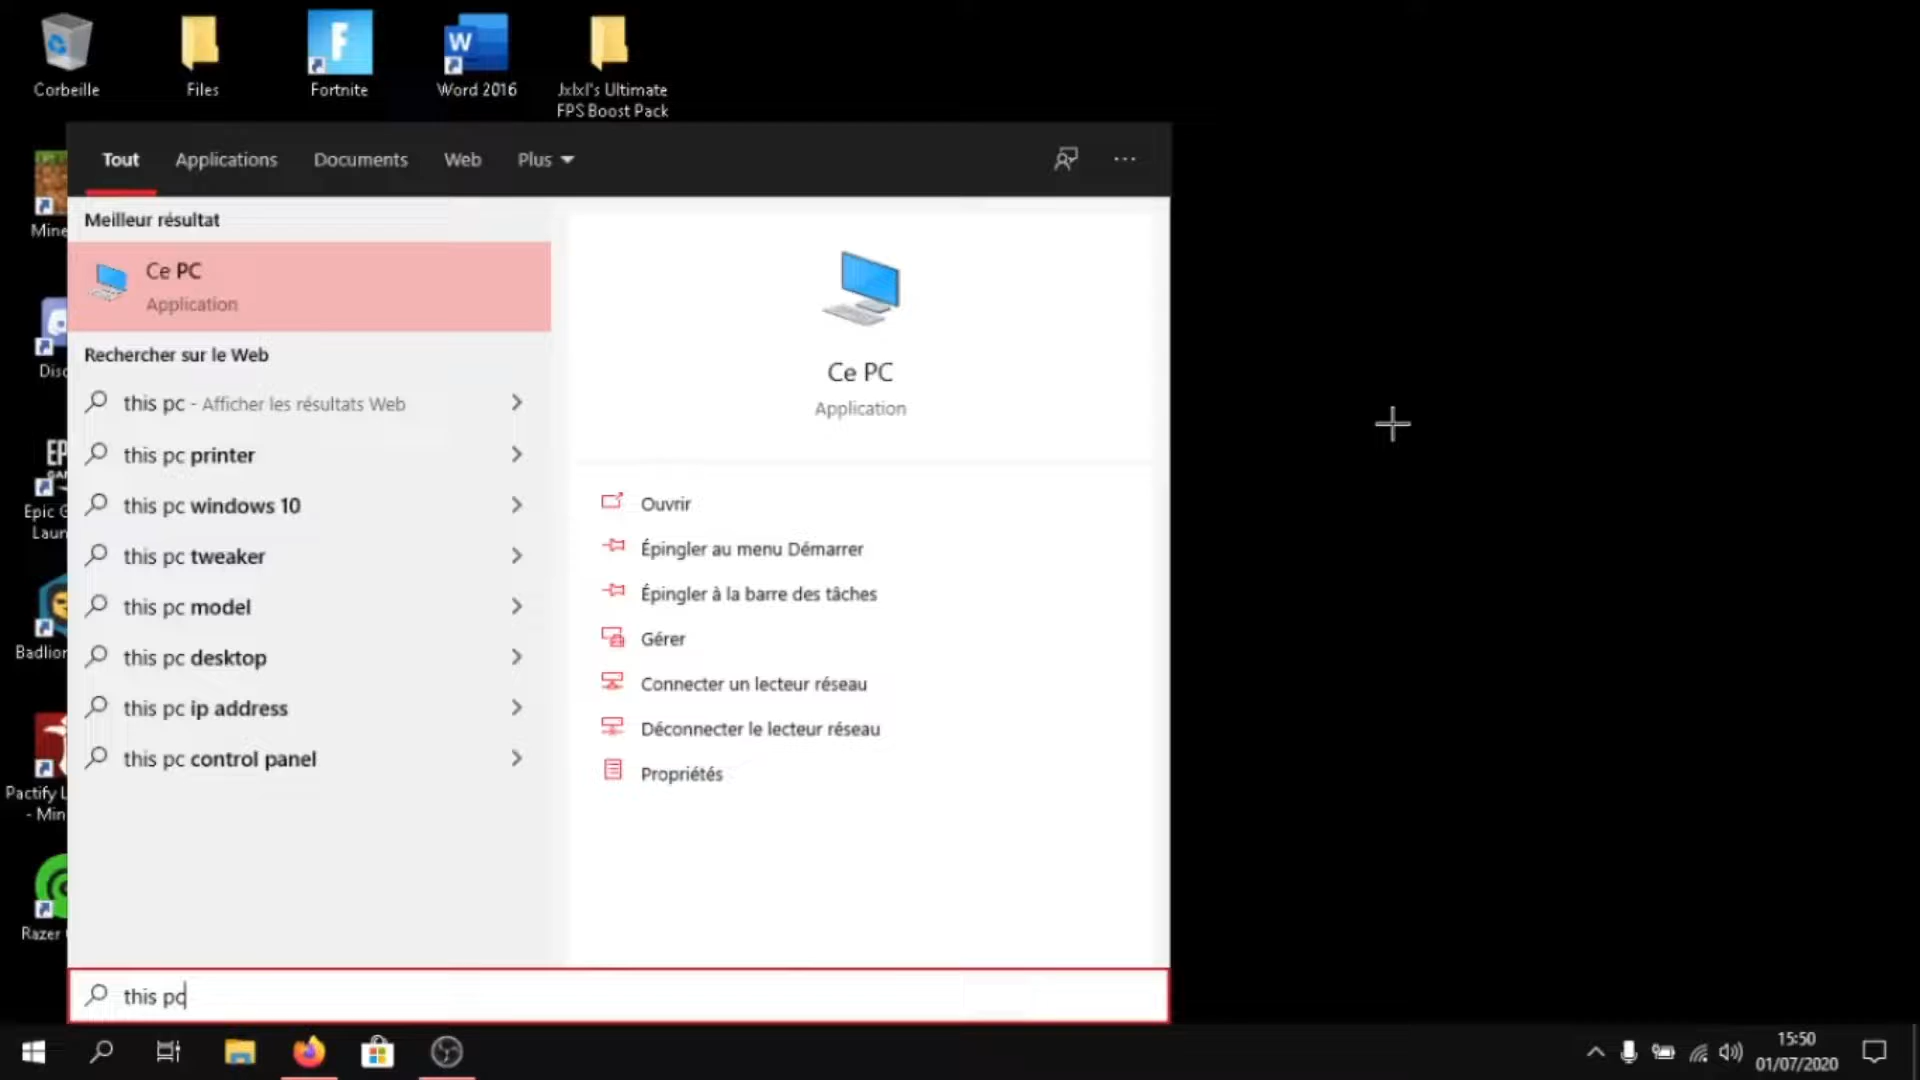 Corbeille
Files
Fortnite
Word 2016
Jxlxl's Ultimate
FPS Boost Pack
Tout
Applications
Documents
Web
Plus
Meilleur résultat
Ce PC
Application
Rechercher sur le Web
this pc - Afficher les résultats Web
this pc printer
this pc windows 10
this pc tweaker
this pc model
this pc desktop
this pc ip address
this pc control panel
Ce PC
Application
Ouvrir
Épingler au menu Démarrer
Épingler à la barre des tâches
Gérer
Connecter un lecteur réseau
Déconnecter le lecteur réseau
Propriétés
Mine
Disc
EP
GA
Epic G
Laun
Badlion
Pactify L
- Min
Razer
this pc
15:50
01/07/2020